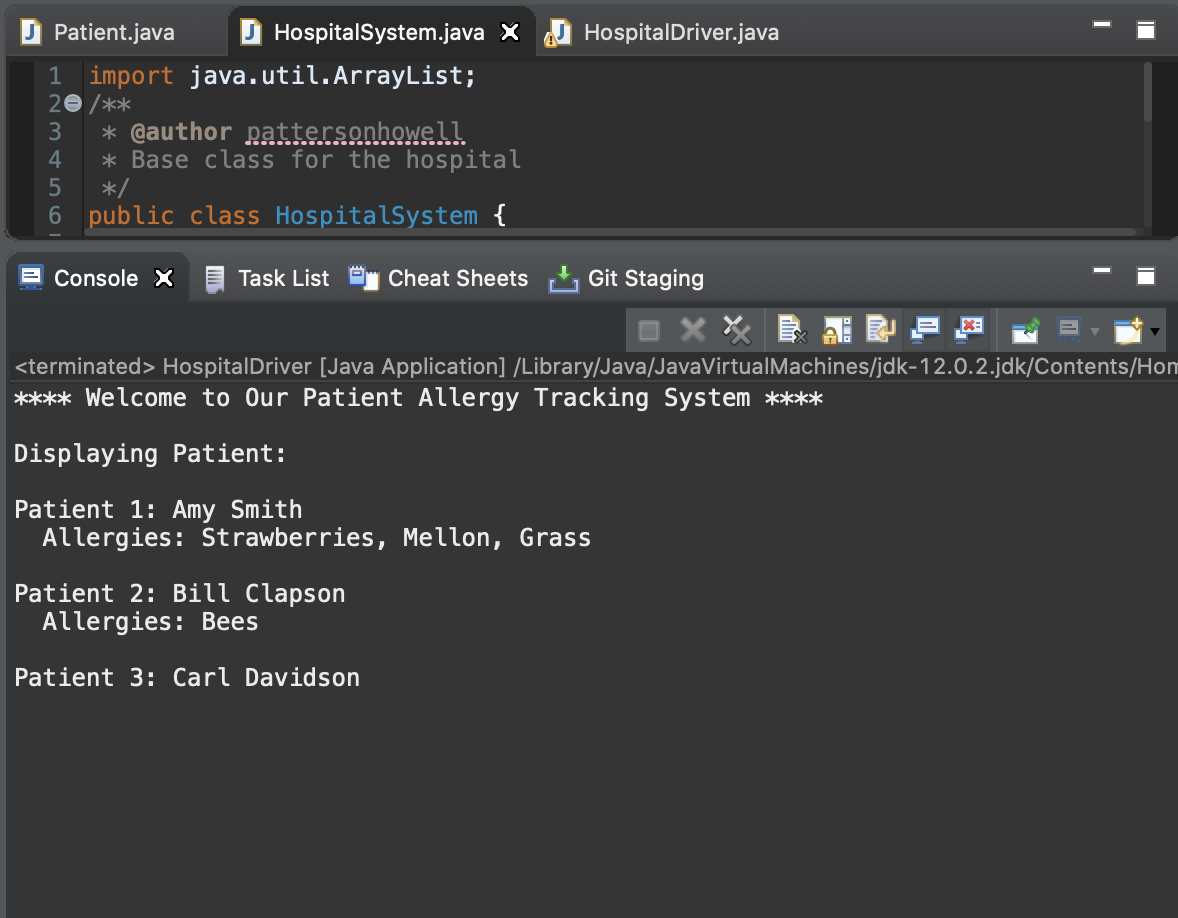 Patient.java
HospitalSystem.java
HospitalDriver.java
1 import java.util.ArrayList;
2 /**
3 * @author pattersonhowell
4 * Base class for the hospital
5 */
6 public class HospitalSystem {
Console
Task List
Cheat Sheets
Git Staging
<terminated> HospitalDriver [Java Application] /Library/Java/JavaVirtualMachines/jdk-12.0.2.jdk/Contents/Hom
**** Welcome to Our Patient Allergy Tracking System ****
Displaying Patient:
Patient 1: Amy Smith
Allergies: Strawberries, Mellon, Grass
Patient 2: Bill Clapson
Allergies: Bees
Patient 3: Carl Davidson